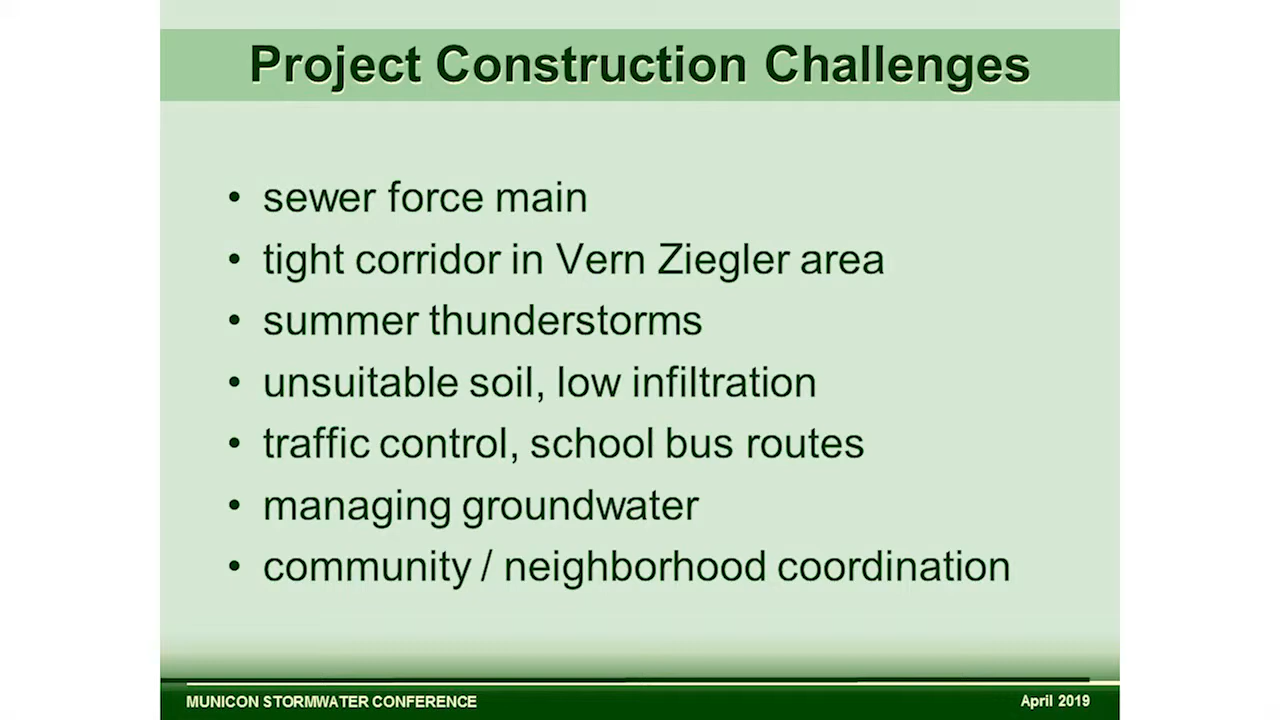 Project Construction Challenges
• sewer force main
• tight corridor in Vern Ziegler area
• summer thunderstorms
• unsuitable soil, low infiltration
• traffic control, school bus routes
• managing groundwater
• community / neighborhood coordination
MUNICON STORMWATER CONFERENCE
April 2019